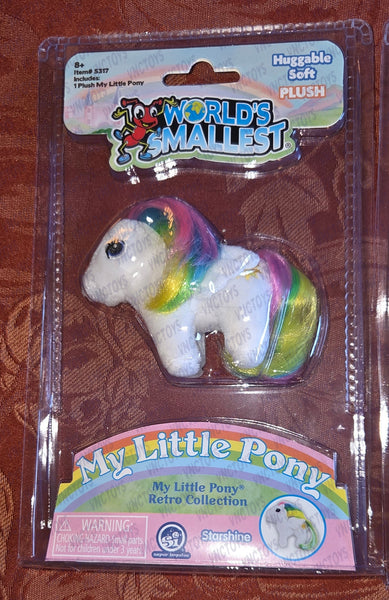 8+
Item# 5317
Includes:
1 Plush My Little Pony
Huggable
Soft
PLUSH
WORLD'S
SMALLEST®
My Little Pony
My Little Pony®
Retro Collection
WARNING:
CHOKING HAZARD-Small parts
Not for children under 3 years.
super impulse
Starshine
VNCTOYS